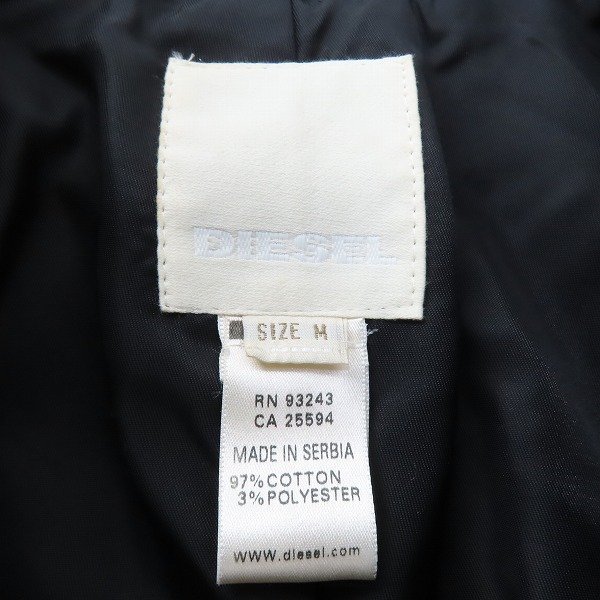 DIESEL
SIZE M
RN 93243
CA 25594
MADE IN SERBIA
97% COTTON
3% POLYESTER
www.diesel.com